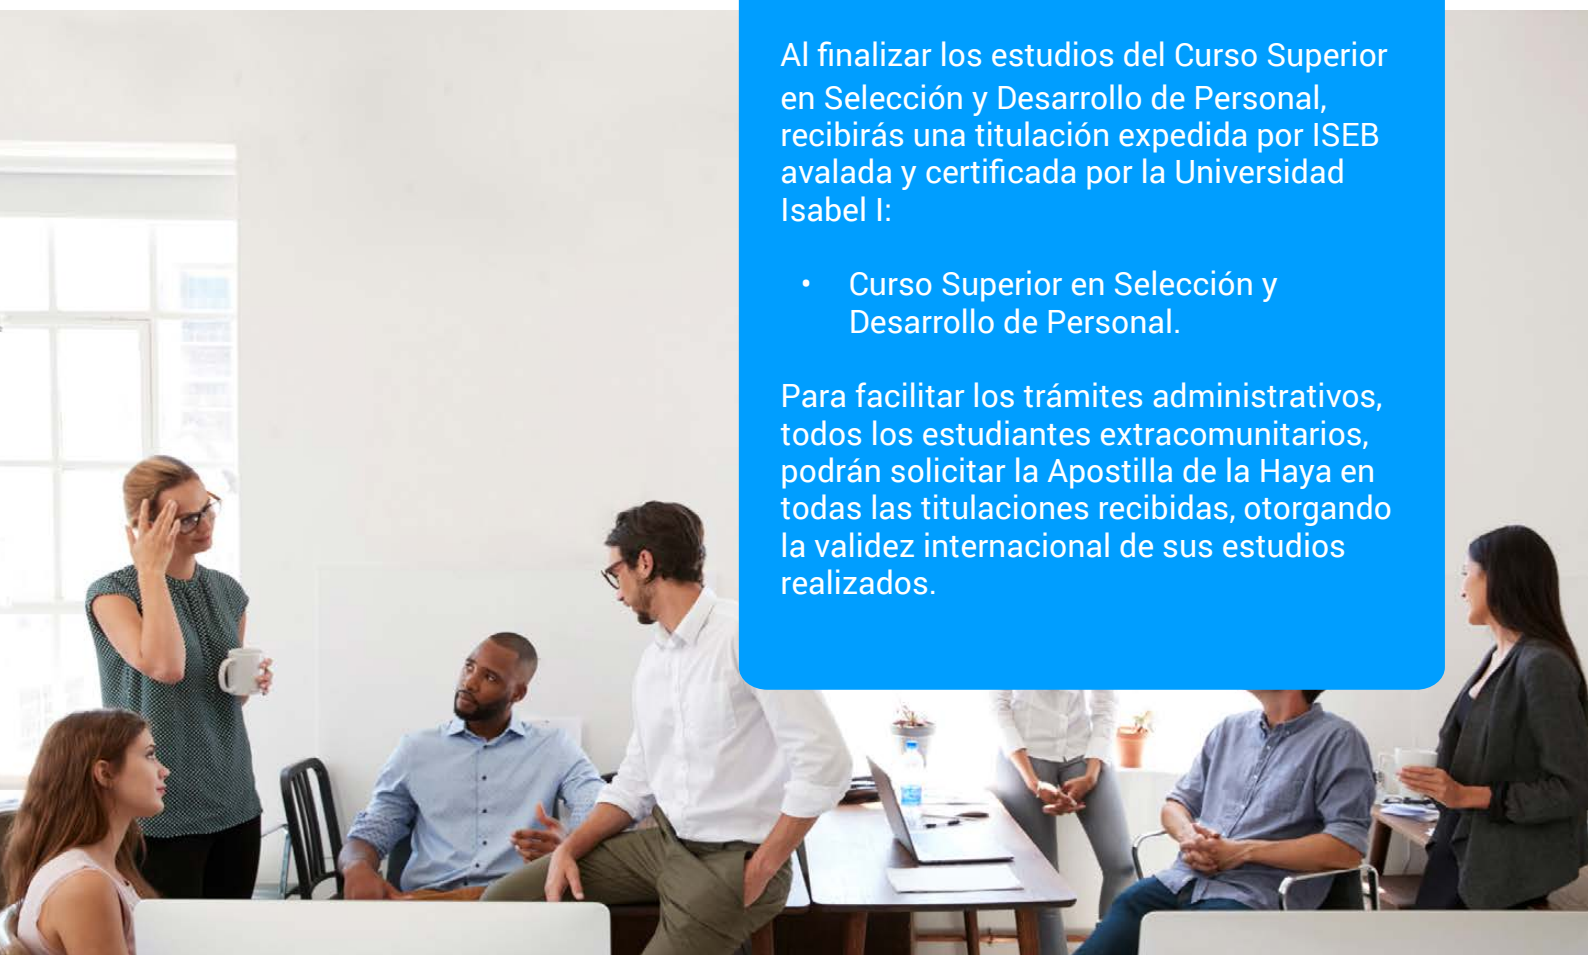 Al finalizar los estudios del Curso Superior
en Selección y Desarrollo de Personal,
recibirás una titulación expedida por ISEB
avalada y certificada por la Universidad
Isabel I:
• Curso Superior en Selección y
Desarrollo de Personal.
Para facilitar los trámites administrativos,
todos los estudiantes extracomunitarios,
podrán solicitar la Apostilla de la Haya en
todas las titulaciones recibidas, otorgando
la validez internacional de sus estudios
realizados.